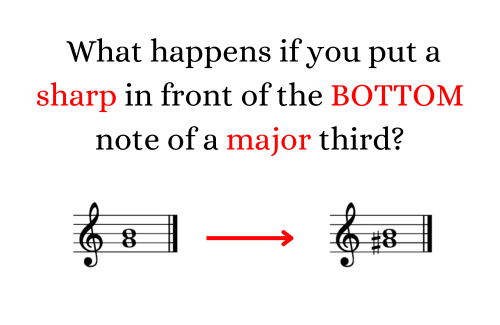 What happens if you put a
sharp in front of the BOTTOM
note of a major third?